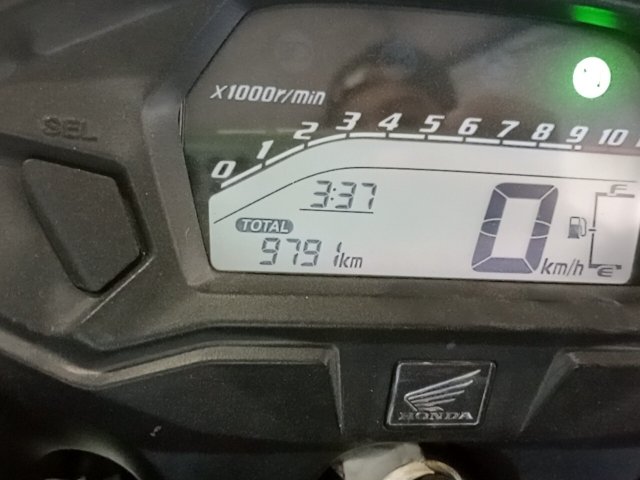 x1000r/min
SEL
0 1 2 3 4 5 6 7 8 9 10
3:37
TOTAL
9791km
0 km/h
F
E
HONDA